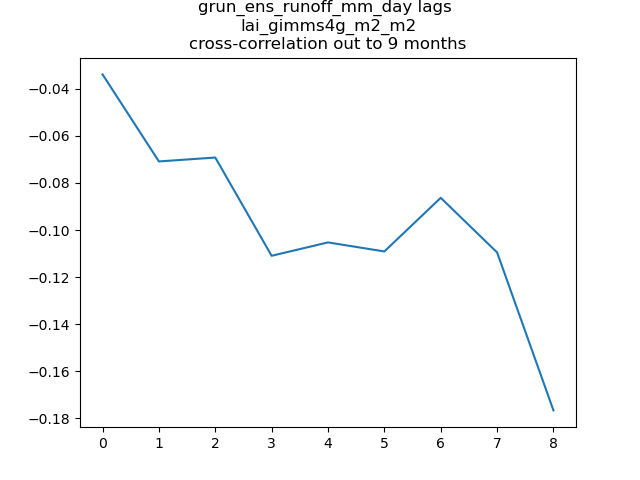 grun_ens_runoff_mm_day lags
lai_gimms4g_m2_m2
cross-correlation out to 9 months
−0.04
−0.06
−0.08
−0.10
−0.12
−0.14
−0.16
−0.18
0 1 2 3 4 5 6 7 8